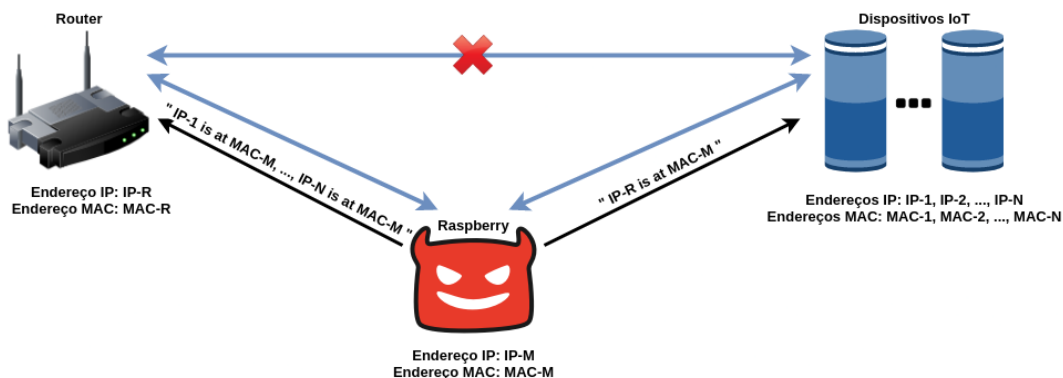 Router
Dispositivos IoT
" IP-1 is at MAC-M, ..., IP-N is at MAC-M "
" IP-R is at MAC-M "
Endereço IP: IP-R
Endereço MAC: MAC-R
Endereços IP: IP-1, IP-2, ..., IP-N
Endereços MAC: MAC-1, MAC-2, ..., MAC-N
Raspberry
Endereço IP: IP-M
Endereço MAC: MAC-M